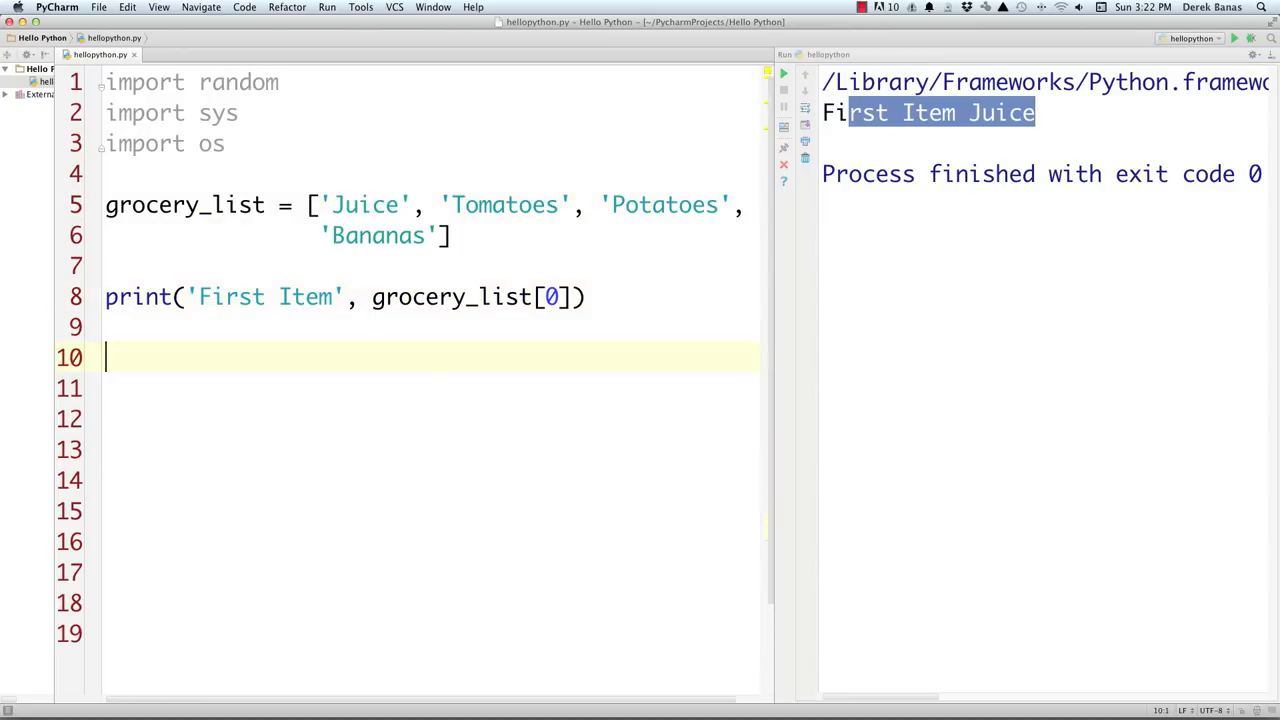 PyCharm File Edit View Navigate Code Refactor Run Tools VCS Window Help 10 Sun 3:22 PM Derek Banas
hellopython.py – Hello Python – [~/PycharmProjects/Hello Python]
Hello Python hellopython.py hellopython
hellopython.py Run hellopython
Hello P
hell
Externa
1 import random
2 import sys
3 import os
4
5 grocery_list = ['Juice', 'Tomatoes', 'Potatoes',
6 'Bananas']
7
8 print('First Item', grocery_list[0])
9
10
11
12
13
14
15
16
17
18
19
/Library/Frameworks/Python.framewo
First Item Juice
Process finished with exit code 0
10:1 LF UTF-8